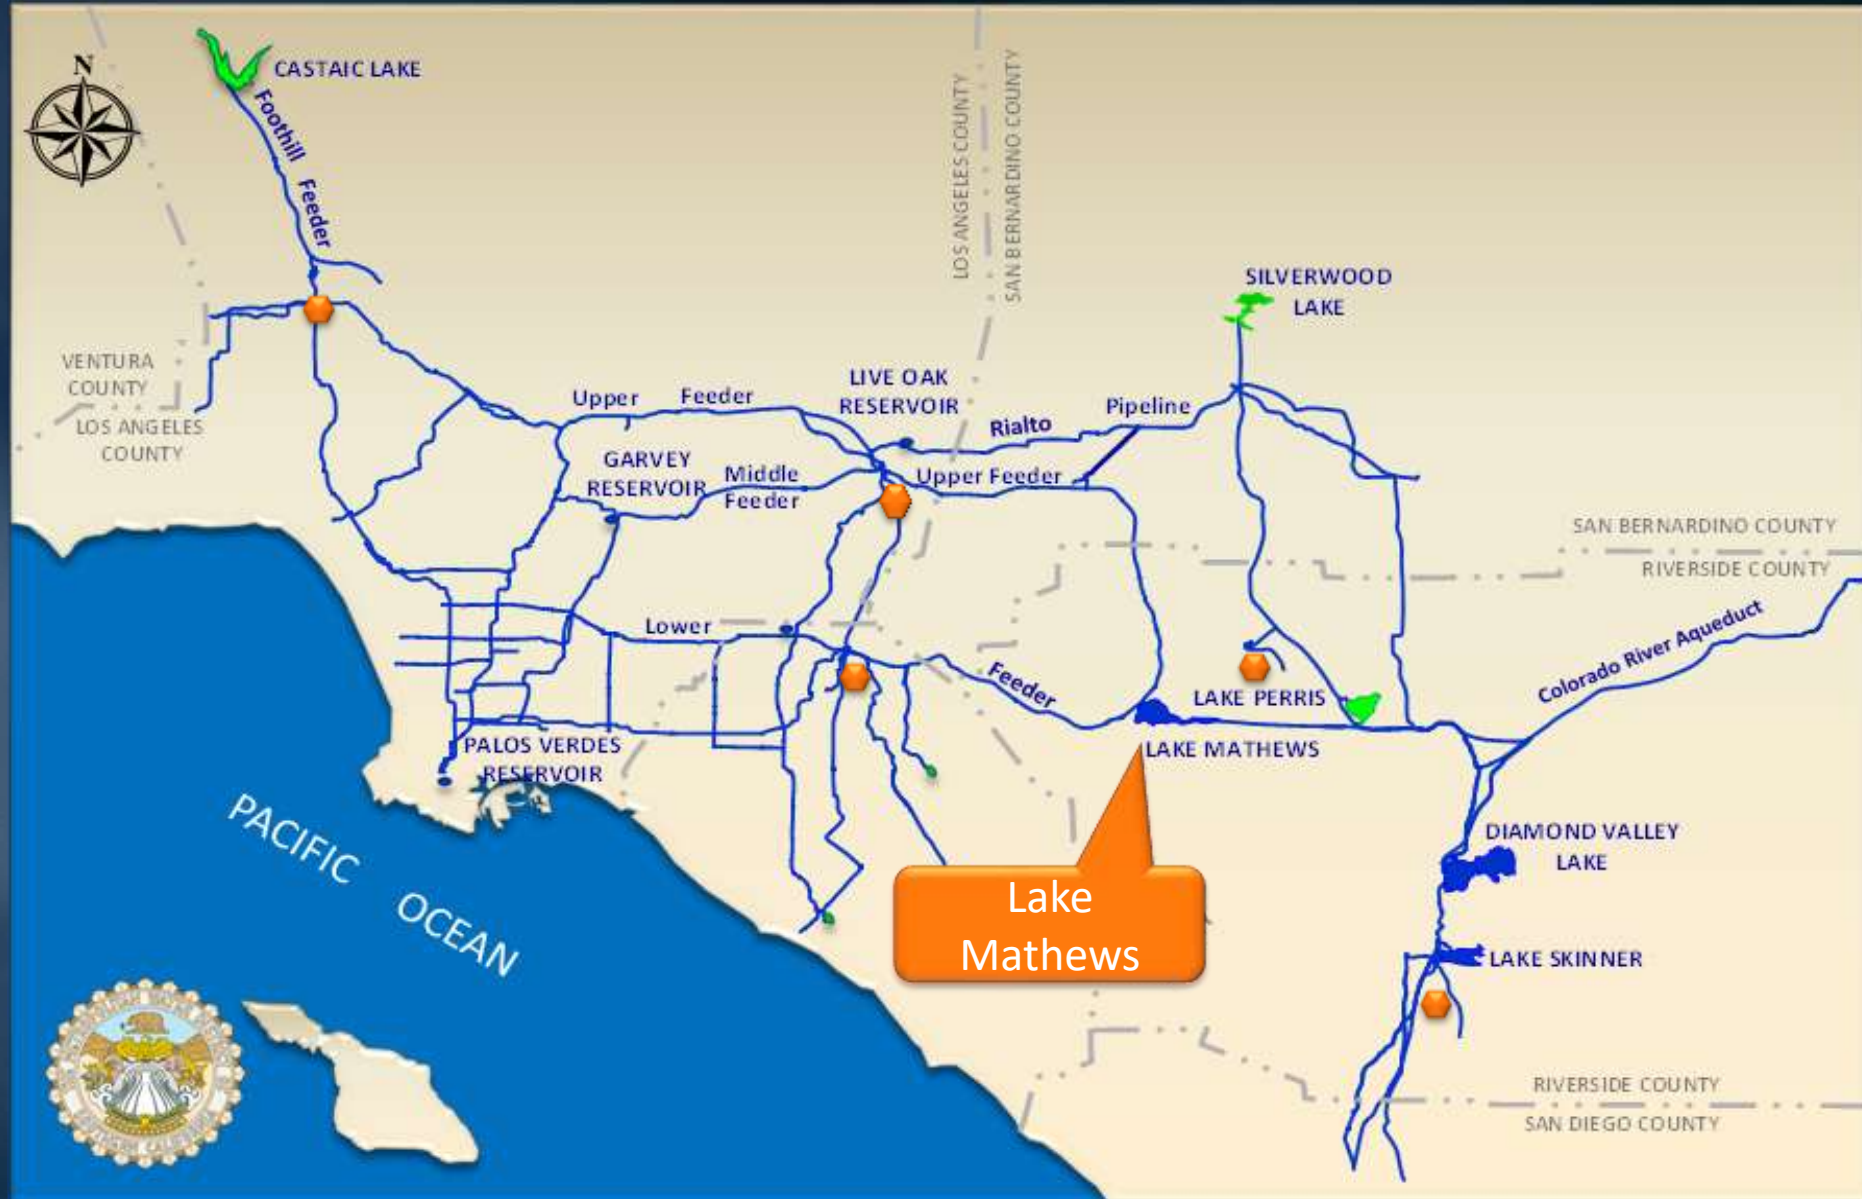 N
CASTAIC LAKE
Foothill Feeder
LOS ANGELES COUNTY
SAN BERNARDINO COUNTY
SILVERWOOD
LAKE
VENTURA
COUNTY
LOS ANGELES
COUNTY
LIVE OAK
RESERVOIR
Upper Feeder
Rialto Pipeline
GARVEY
RESERVOIR
Middle
Feeder
Upper Feeder
SAN BERNARDINO COUNTY
RIVERSIDE COUNTY
Lower Feeder
Colorado River Aqueduct
LAKE PERRIS
LAKE MATHEWS
PALOS VERDES
RESERVOIR
PACIFIC OCEAN
DIAMOND VALLEY
LAKE
Lake
Mathews
LAKE SKINNER
RIVERSIDE COUNTY
SAN DIEGO COUNTY